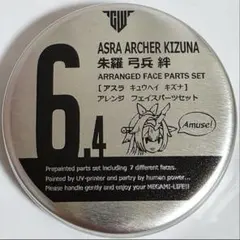 GW
ASRA ARCHER KIZUNA
朱羅 弓兵 絆
ARRANGED FACE PARTS SET
[アスラ キュウヘイ キズナ]
アレンジ フェイスパーツセット
6.4
Amuse!
Prepainted parts set including 7 different faces.
Painted by UV-printer and partry by human power...
Please handle gently and enjoy your MEGAMI-LIFE!!